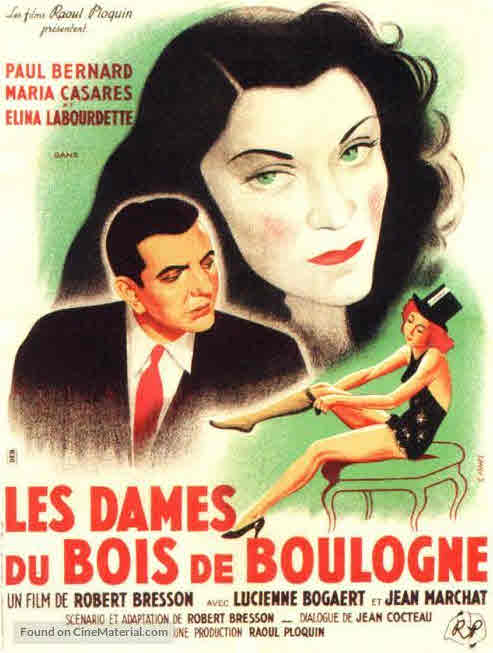 Les films Raoul Ploquin
présentent
PAUL BERNARD
MARIA CASARES
ET
ELINA LABOURDETTE
DANS
LES DAMES
DU BOIS DE BOULOGNE
UN FILM DE ROBERT BRESSON AVEC LUCIENNE BOGAERT ET JEAN MARCHAT
SCENARIO ET ADAPTATION DE ROBERT BRESSON _ DIALOGUE DE JEAN COCTEAU
UNE PRODUCTION RAOUL PLOQUIN
RP
Found on CineMaterial.com